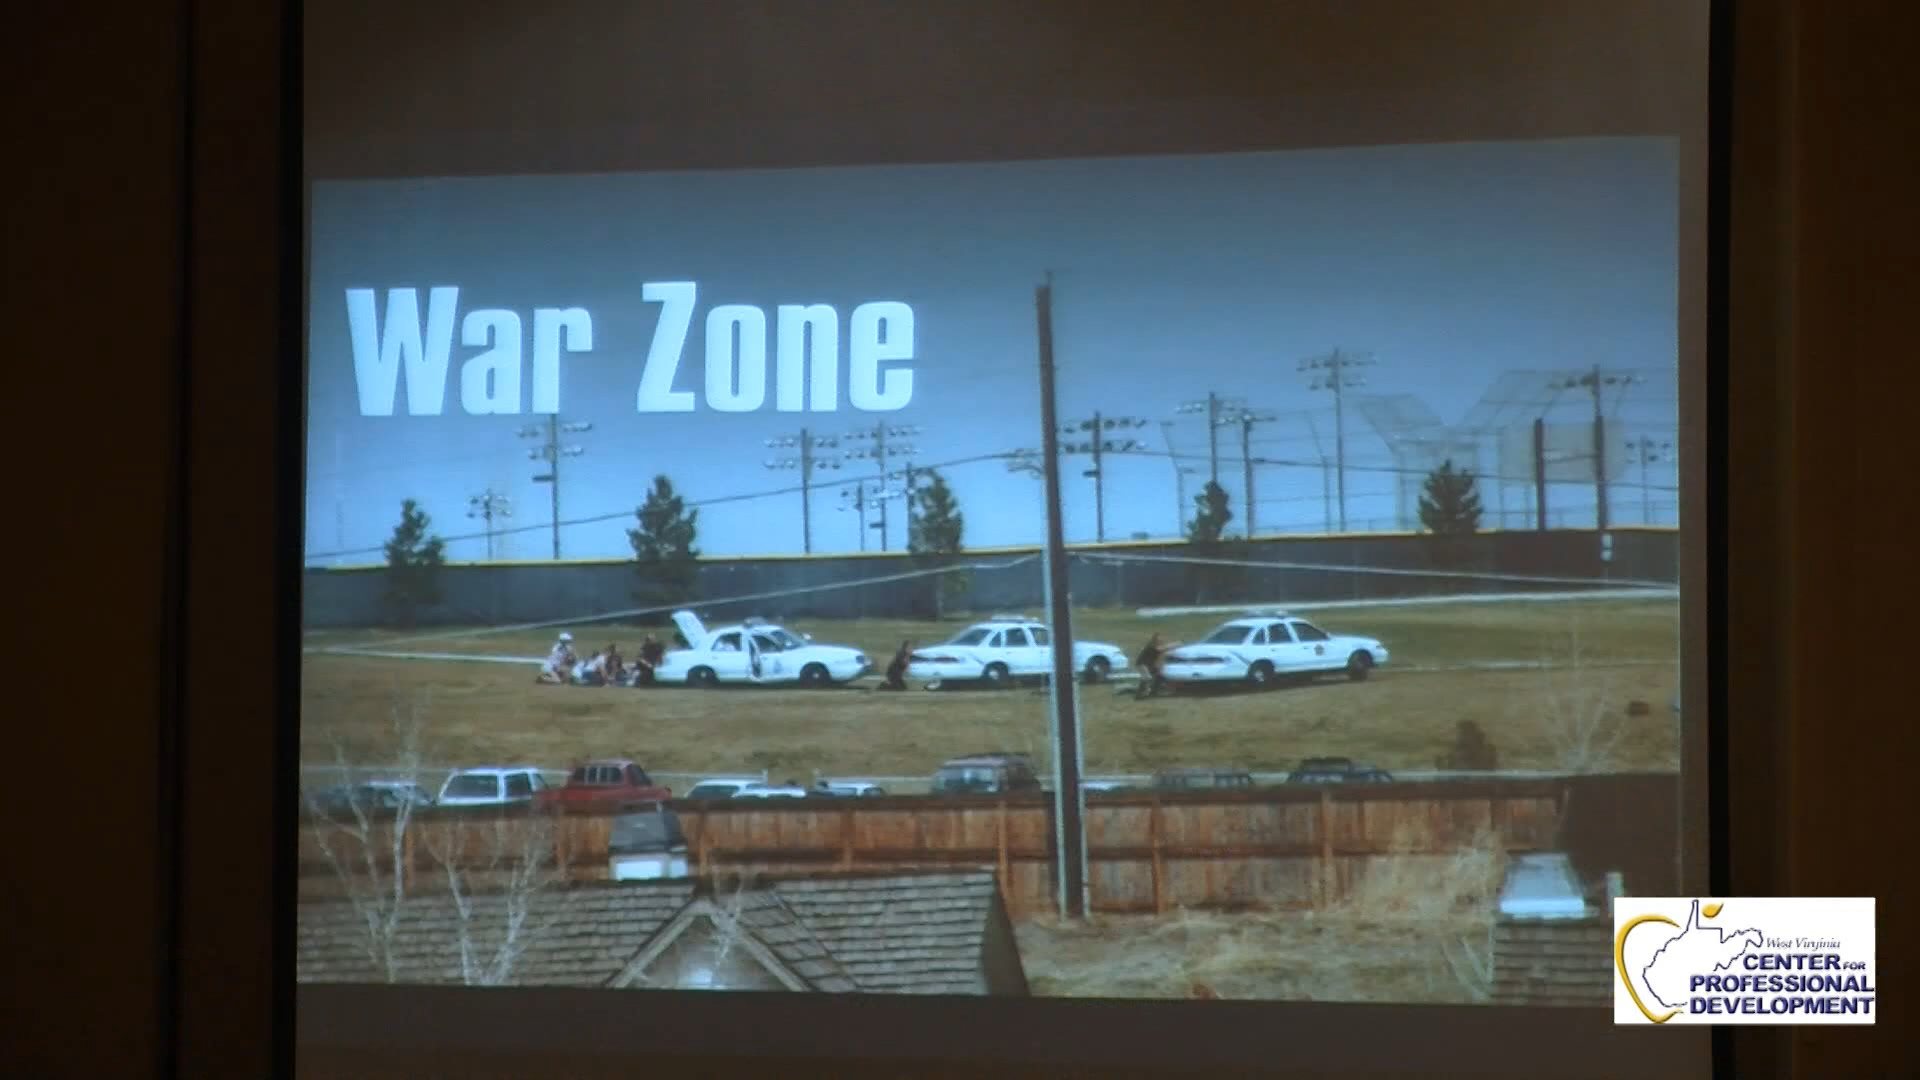 War Zone
West Virginia
CENTER FOR
PROFESSIONAL
DEVELOPMENT